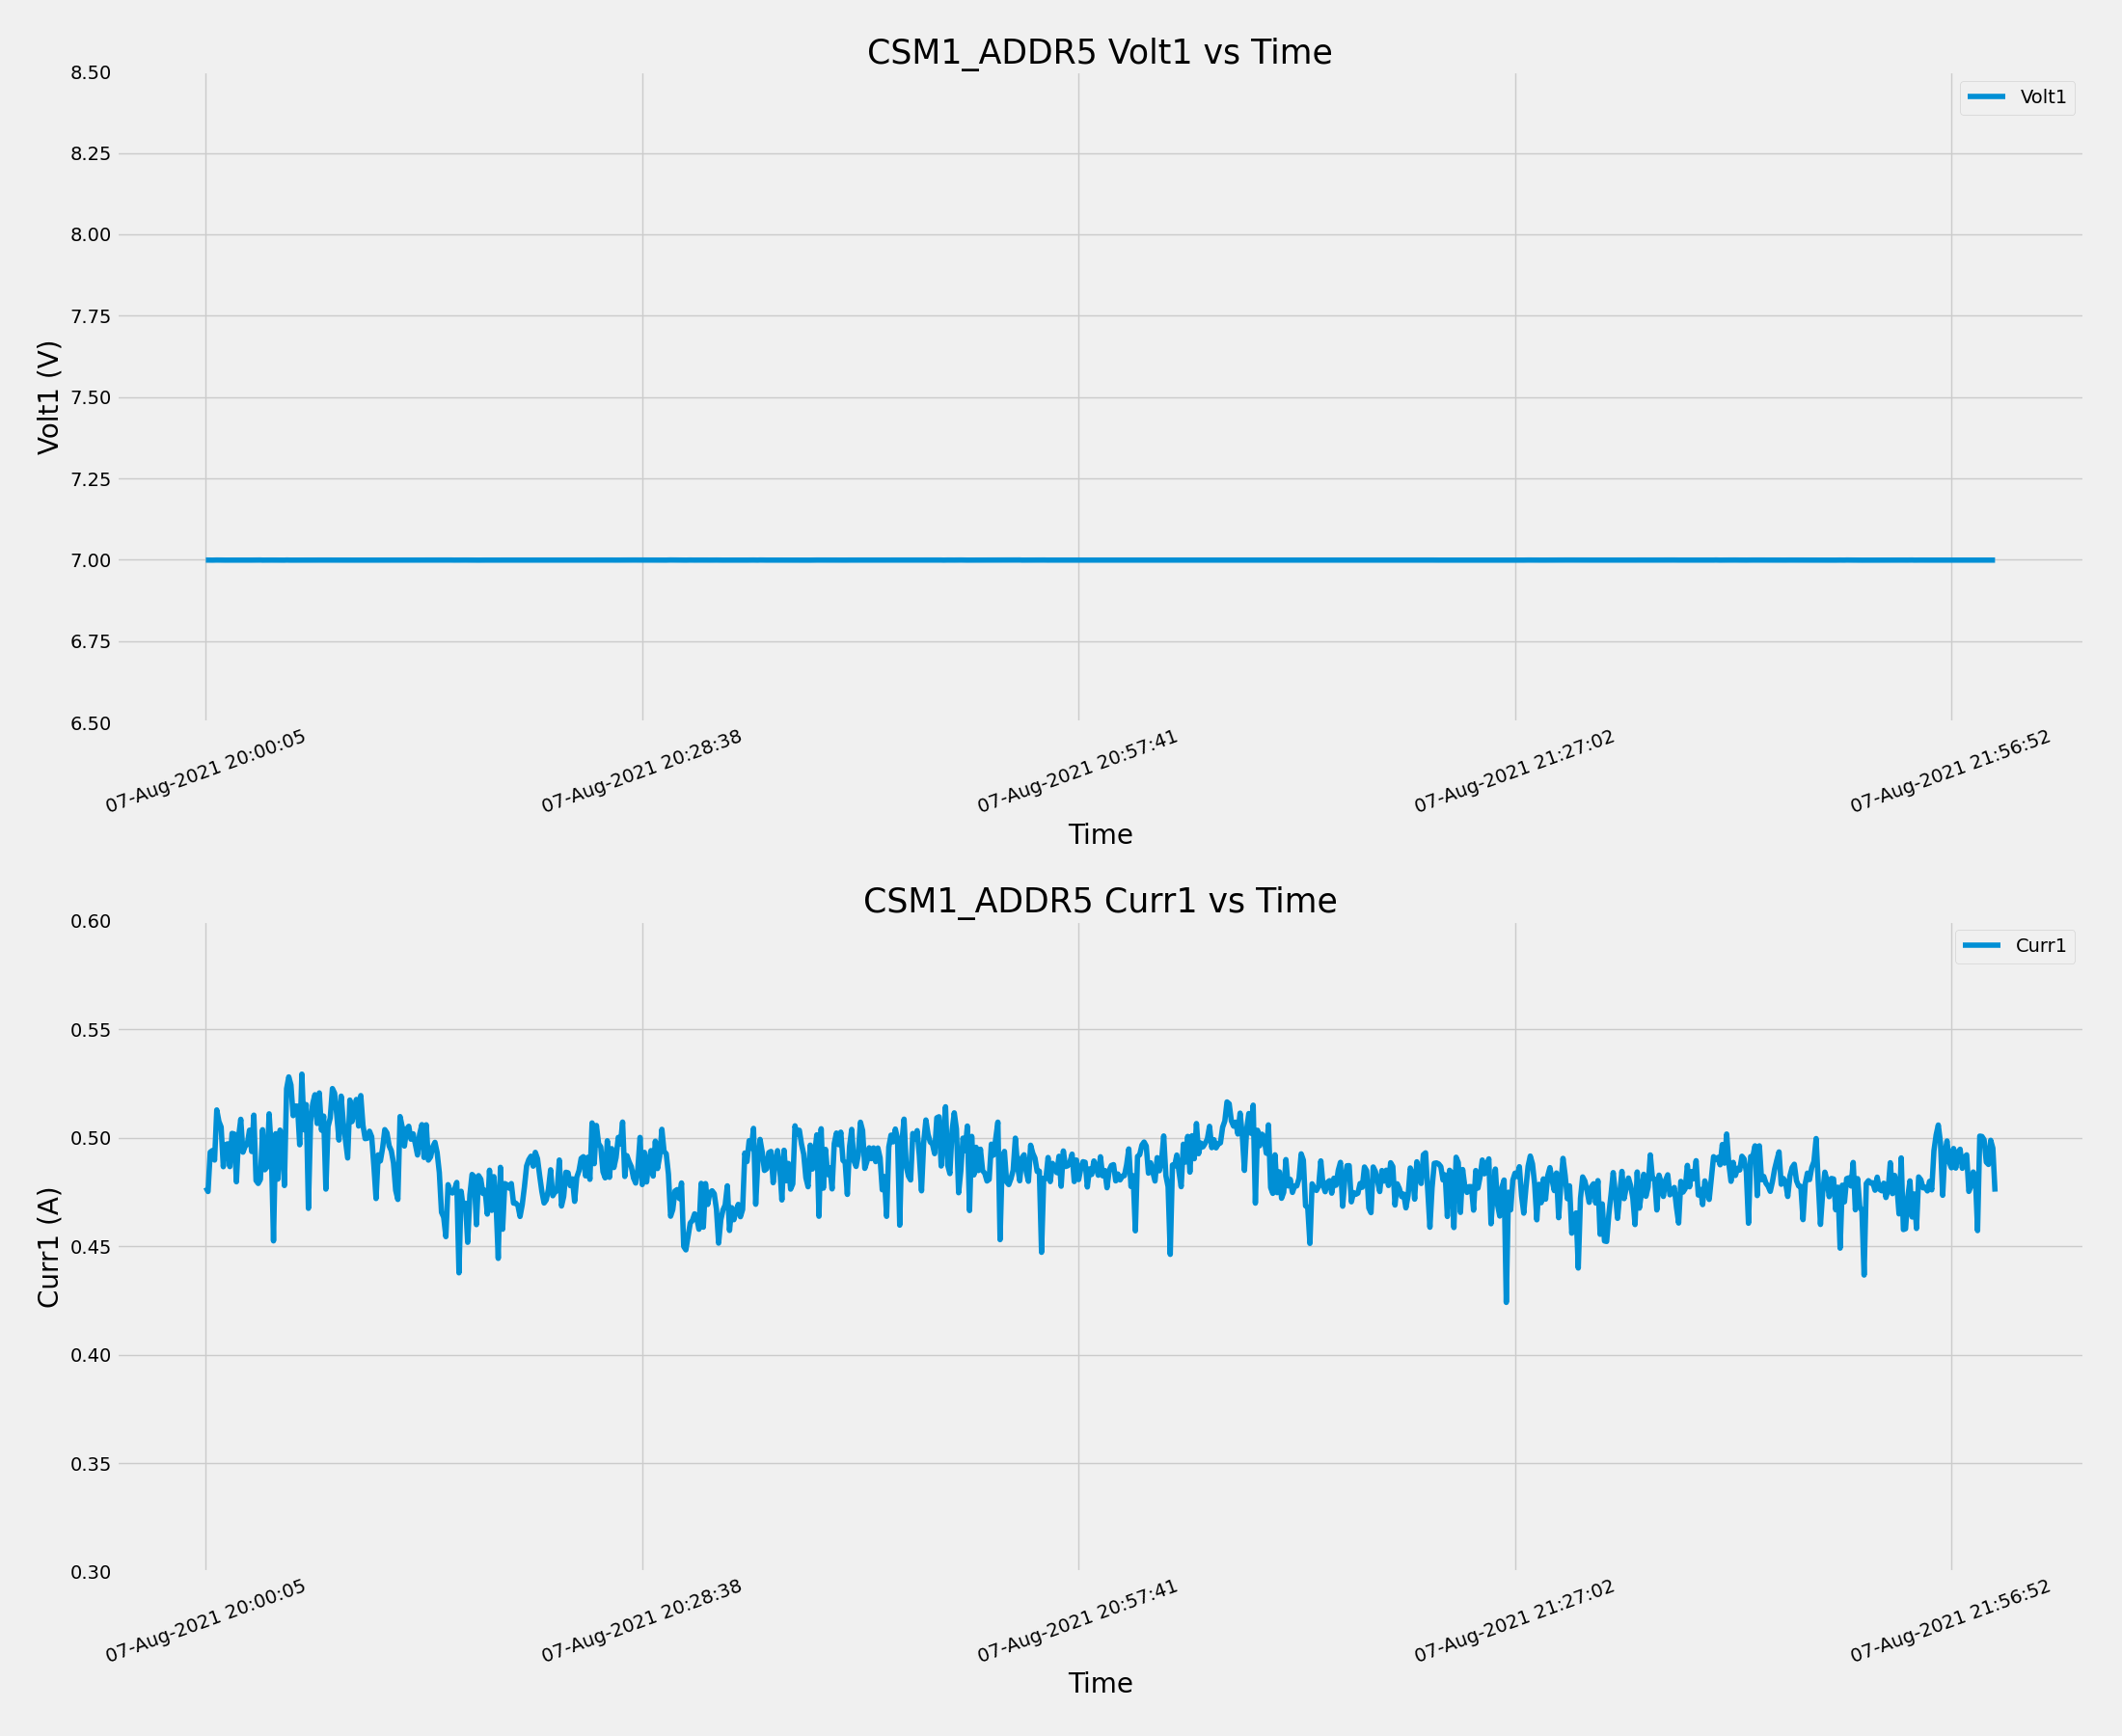 CSM1_ADDR5 Volt1 vs Time
8.50
8.25
8.00
7.75
7.50
7.25
7.00
6.75
6.50
Volt1 (V)
Volt1
07-Aug-2021 20:00:05
07-Aug-2021 20:28:38
07-Aug-2021 20:57:41
07-Aug-2021 21:27:02
07-Aug-2021 21:56:52
Time
CSM1_ADDR5 Curr1 vs Time
0.60
0.55
0.50
0.45
0.40
0.35
0.30
Curr1 (A)
Curr1
07-Aug-2021 20:00:05
07-Aug-2021 20:28:38
07-Aug-2021 20:57:41
07-Aug-2021 21:27:02
07-Aug-2021 21:56:52
Time